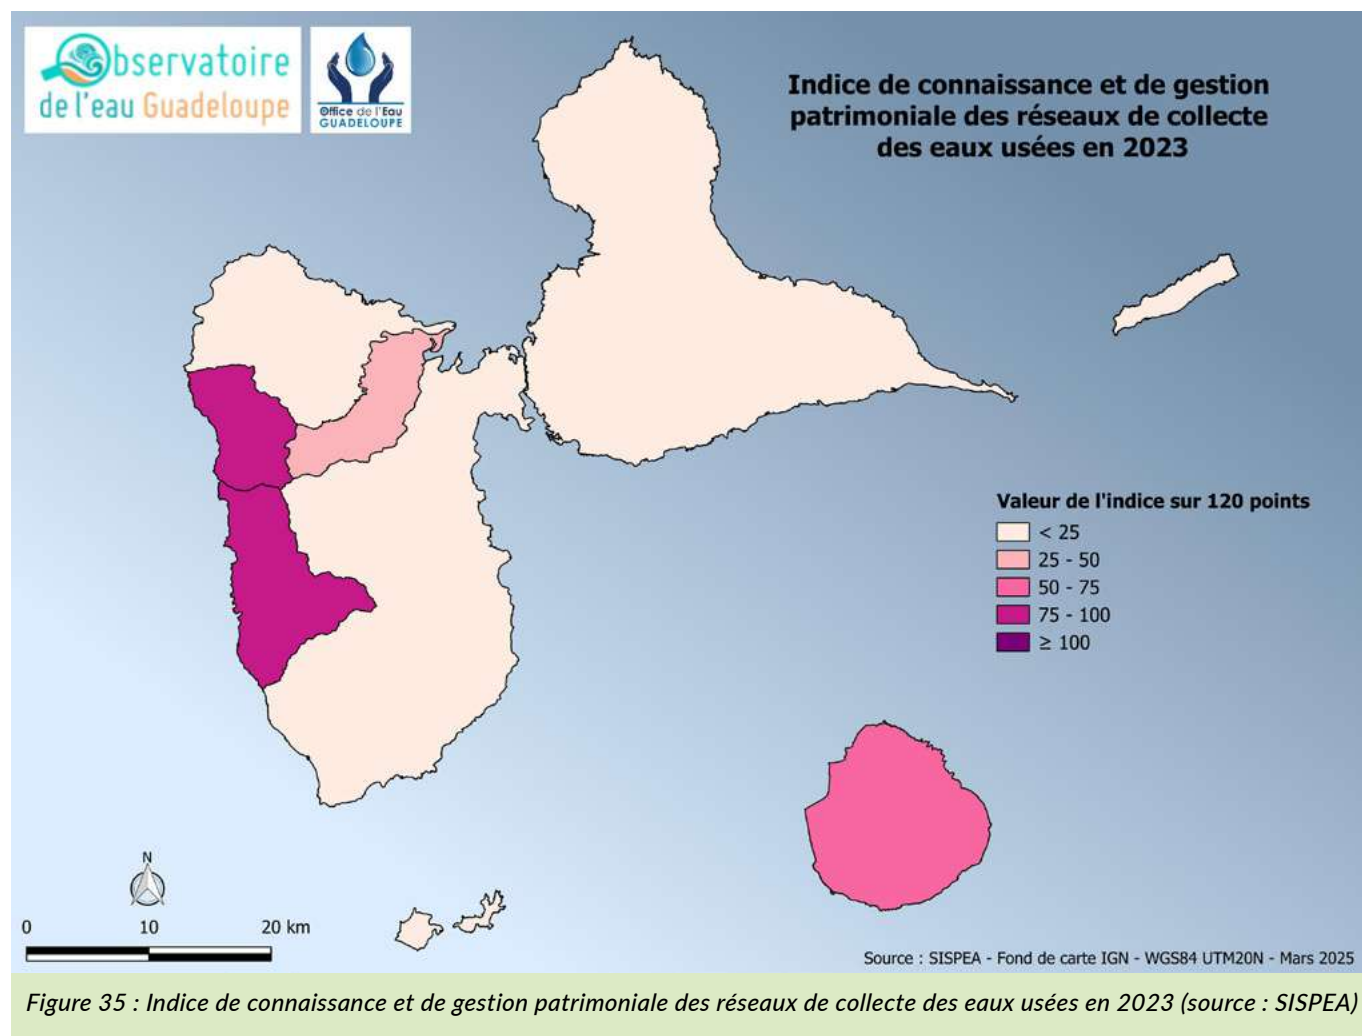 Observatoire
de l'eau Guadeloupe
Office de l'Eau
GUADELOUPE
Indice de connaissance et de gestion
patrimoniale des réseaux de collecte
des eaux usées en 2023
Valeur de l'indice sur 120 points
< 25
25 - 50
50 - 75
75 - 100
≥ 100
N
0 10 20 km
Source : SISPEA - Fond de carte IGN - WGS84 UTM20N - Mars 2025
Figure 35 : Indice de connaissance et de gestion patrimoniale des réseaux de collecte des eaux usées en 2023 (source : SISPEA)